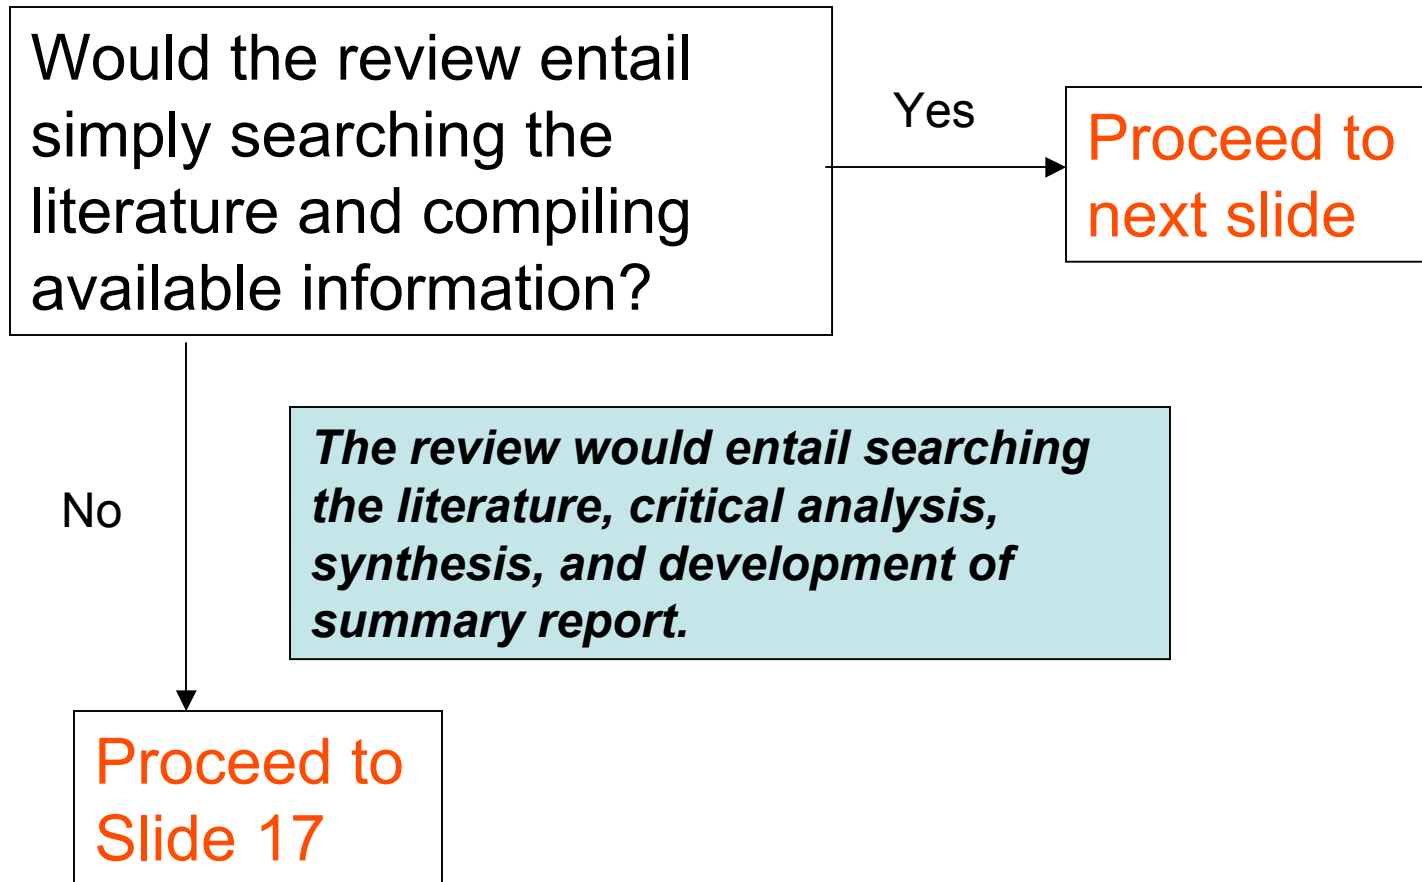 Would the review entail
simply searching the
literature and compiling
available information?
Yes
Proceed to
next slide
No
The review would entail searching
the literature, critical analysis,
synthesis, and development of
summary report.
Proceed to
Slide 17